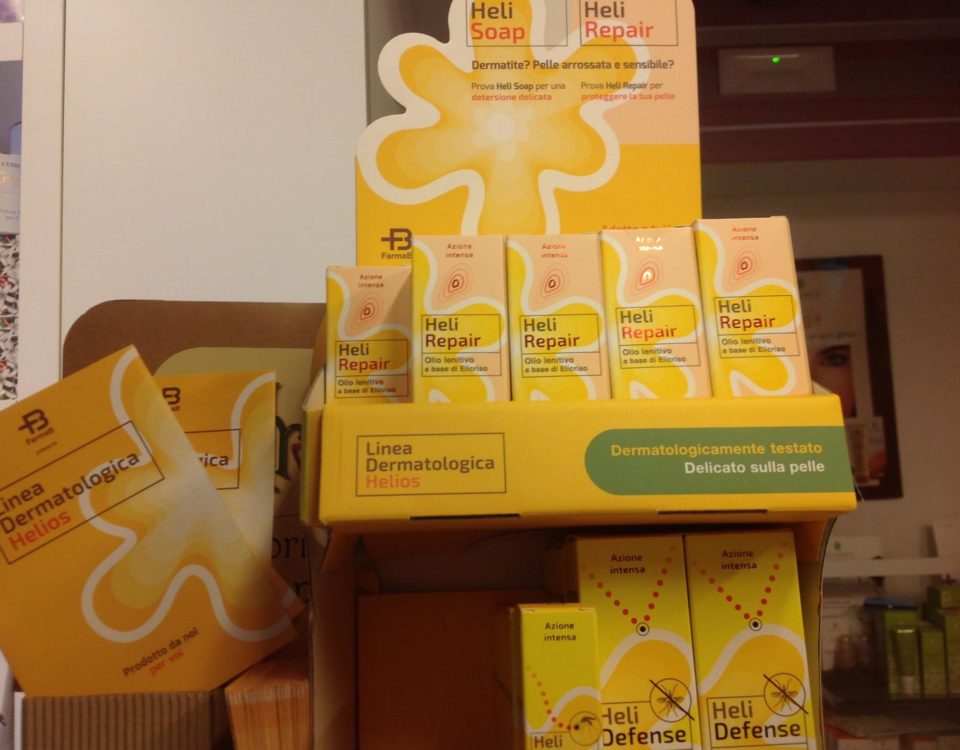 Heli
Soap
Heli
Repair
Dermatite? Pelle arrossata e sensibile?
Prova Heli Soap per una
detersione delicata
Prova Heli Repair per
proteggere la tua pelle
FarmaB
Azione
intensa
Heli
Repair
Olio lenitivo
a base di Elicriso
Azione
intensa
Heli
Repair
Olio lenitivo
a base di Elicriso
Azione
intensa
Heli
Repair
Olio lenitivo
a base di Elicriso
Azione
intensa
Heli
Repair
Olio lenitivo
a base di Elicriso
Azione
intensa
Heli
Repair
Olio lenitivo
a base di Elicriso
Linea
Dermatologica
Helios
Dermatologicamente testato
Delicato sulla pelle
FarmaB
Linea
Dermatologica
Helios
Prodotto da noi
per voi
Azione
intensa
Heli
Azione
intensa
Heli
Defense
Azione
intensa
Heli
Defense